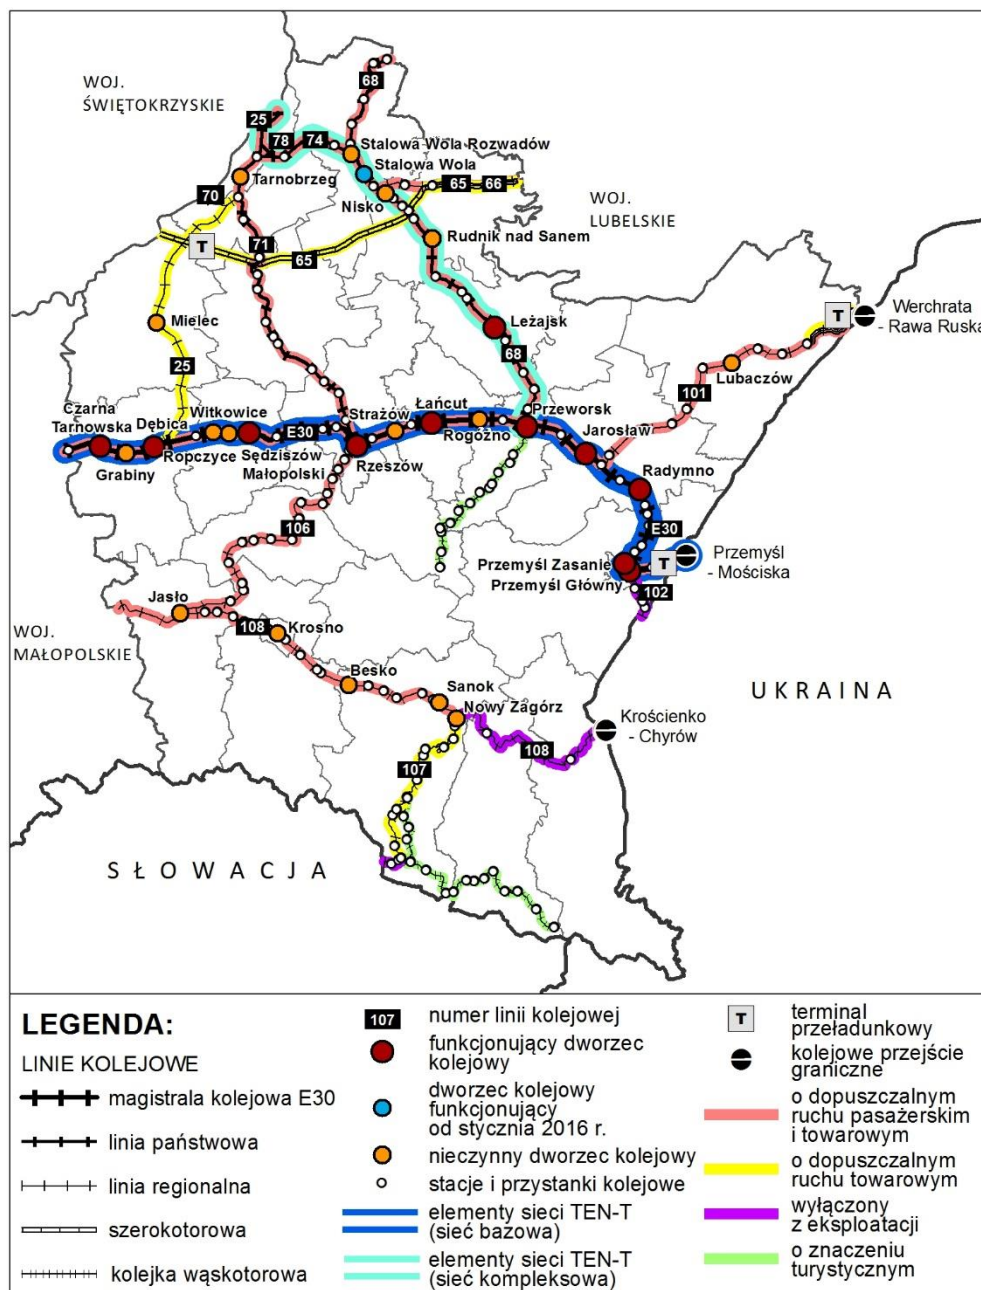 WOJ.
ŚWIĘTOKRZYSKIE
68
25
78
74
Stalowa Wola Rozwadów
Stalowa Wola
Tarnobrzeg
70
65
66
Nisko
WOJ.
LUBELSKIE
T
71
65
Rudnik nad Sanem
Mielec
Leżajsk
T
Werchrata
- Rawa Ruska
25
68
Lubaczów
101
Czarna
Tarnowska
Dębica
Witkowice
Strażów
Łańcut
Przeworsk
E30
Rogóżno
Jarosław
Grabiny
Ropczyce
Sędziszów
Małopolski
Rzeszów
Radymno
106
E30
Przemyśl Zasanie
T
Przemyśl
- Mościska
Przemyśl Główny
102
Jasło
WOJ.
MAŁOPOLSKIE
108
Krosno
Besko
Sanok
Nowy Zagórz
UKRAINA
Krościenko
- Chyrów
108
107
SŁOWACJA
LEGENDA:
LINIE KOLEJOWE
magistrala kolejowa E30
linia państwowa
linia regionalna
szerokotorowa
kolejka wąskotorowa
107 numer linii kolejowej
funkcjonujący dworzec
kolejowy
dworzec kolejowy
funkcjonujący
od stycznia 2016 r.
nieczynny dworzec kolejowy
stacje i przystanki kolejowe
elementy sieci TEN-T
(sieć bazowa)
elementy sieci TEN-T
(sieć kompleksowa)
T terminal
przeładunkowy
kolejowe przejście
graniczne
o dopuszczalnym
ruchu pasażerskim
i towarowym
o dopuszczalnym
ruchu towarowym
wyłączony
z eksploatacji
o znaczeniu
turystycznym